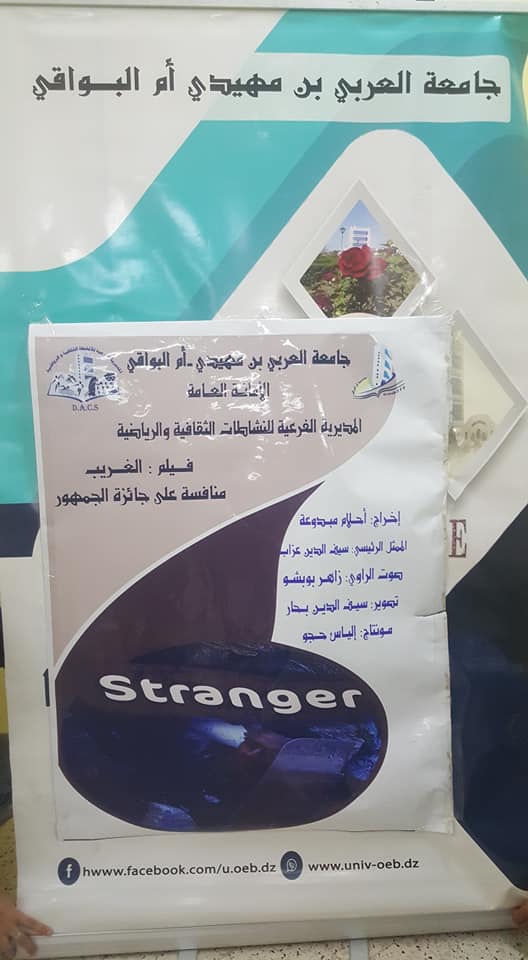 جامعة العربي بن مهيدي أم البـواقي
جامعة العربي بن مهيدي-أم البواقي
الأمانة العامة
D.A.C.S
المديرية الفرعية للنشاطات الثقافية والرياضية
فيلم : الغريب
منافسة على جائزة الجمهور
إخراج: أحلام مبدوعة
الممثل الرئيسي: سيف الدين عزاب
صوت الراوي: زاهر بوبشو
تصوير: سيف الدين بحار
مونتاج: إلياس حجو
E
Stranger
hwww.facebook.com/u.oeb.dz
www.univ-oeb.dz